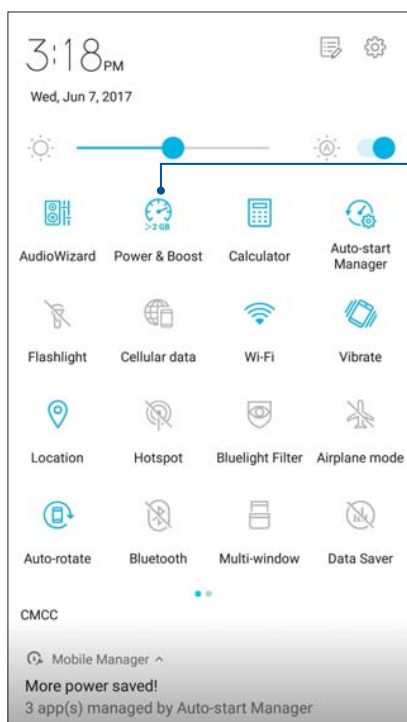 3:18PM
Wed, Jun 7, 2017
A
>2 GB
AudioWizard
Power & Boost
Calculator
Auto-start
Manager
Flashlight
Cellular data
Wi-Fi
Vibrate
Location
Hotspot
Bluelight Filter
Airplane mode
Auto-rotate
Bluetooth
Multi-window
Data Saver
CMCC
Mobile Manager
More power saved!
3 app(s) managed by Auto-start Manager